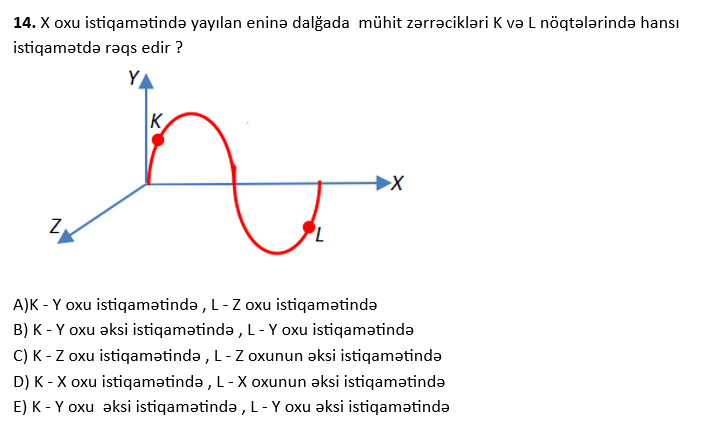 14. X oxu istiqamətində yayılan eninə dalğada mühit zərrəcikləri K və L nöqtələrində hansı
istiqamətdə rəqs edir ?
Y
K
X
Z
L
A)K - Y oxu istiqamətində , L - Z oxu istiqamətində
B) K - Y oxu əksi istiqamətində , L - Y oxu istiqamətində
C) K - Z oxu istiqamətində , L - Z oxunun əksi istiqamətində
D) K - X oxu istiqamətində , L - X oxunun əksi istiqamətində
E) K - Y oxu əksi istiqamətində , L - Y oxu əksi istiqamətində